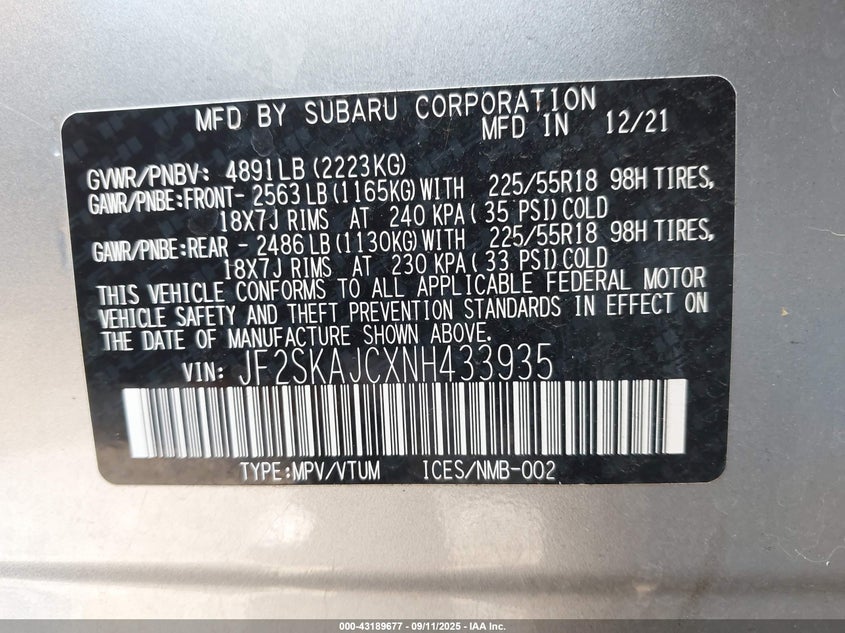 MFD BY SUBARU CORPORATION
MFD IN 12/21
GVWR/PNBV: 4891LB (2223KG)
GAWR/PNBE:FRONT- 2563 LB (1165KG) WITH 225/55R18 98H TIRES,
18X7J RIMS AT 240 KPA ( 35 PSI) COLD
GAWR/PNBE:REAR - 2486 LB (1130KG) WITH 225/55R18 98H TIRES,
18X7J RIMS AT 230 KPA ( 33 PSI) COLD
THIS VEHICLE CONFORMS TO ALL APPLICABLE FEDERAL MOTOR
VEHICLE SAFETY AND THEFT PREVENTION STANDARDS IN EFFECT ON
THE DATE OF MANUFACTURE SHOWN ABOVE.
VIN: JF2SKAJCXNH433935
TYPE:MPV/VTUM ICES/NMB-002
000-43189677 - 09/11/2025 - IAA Inc.